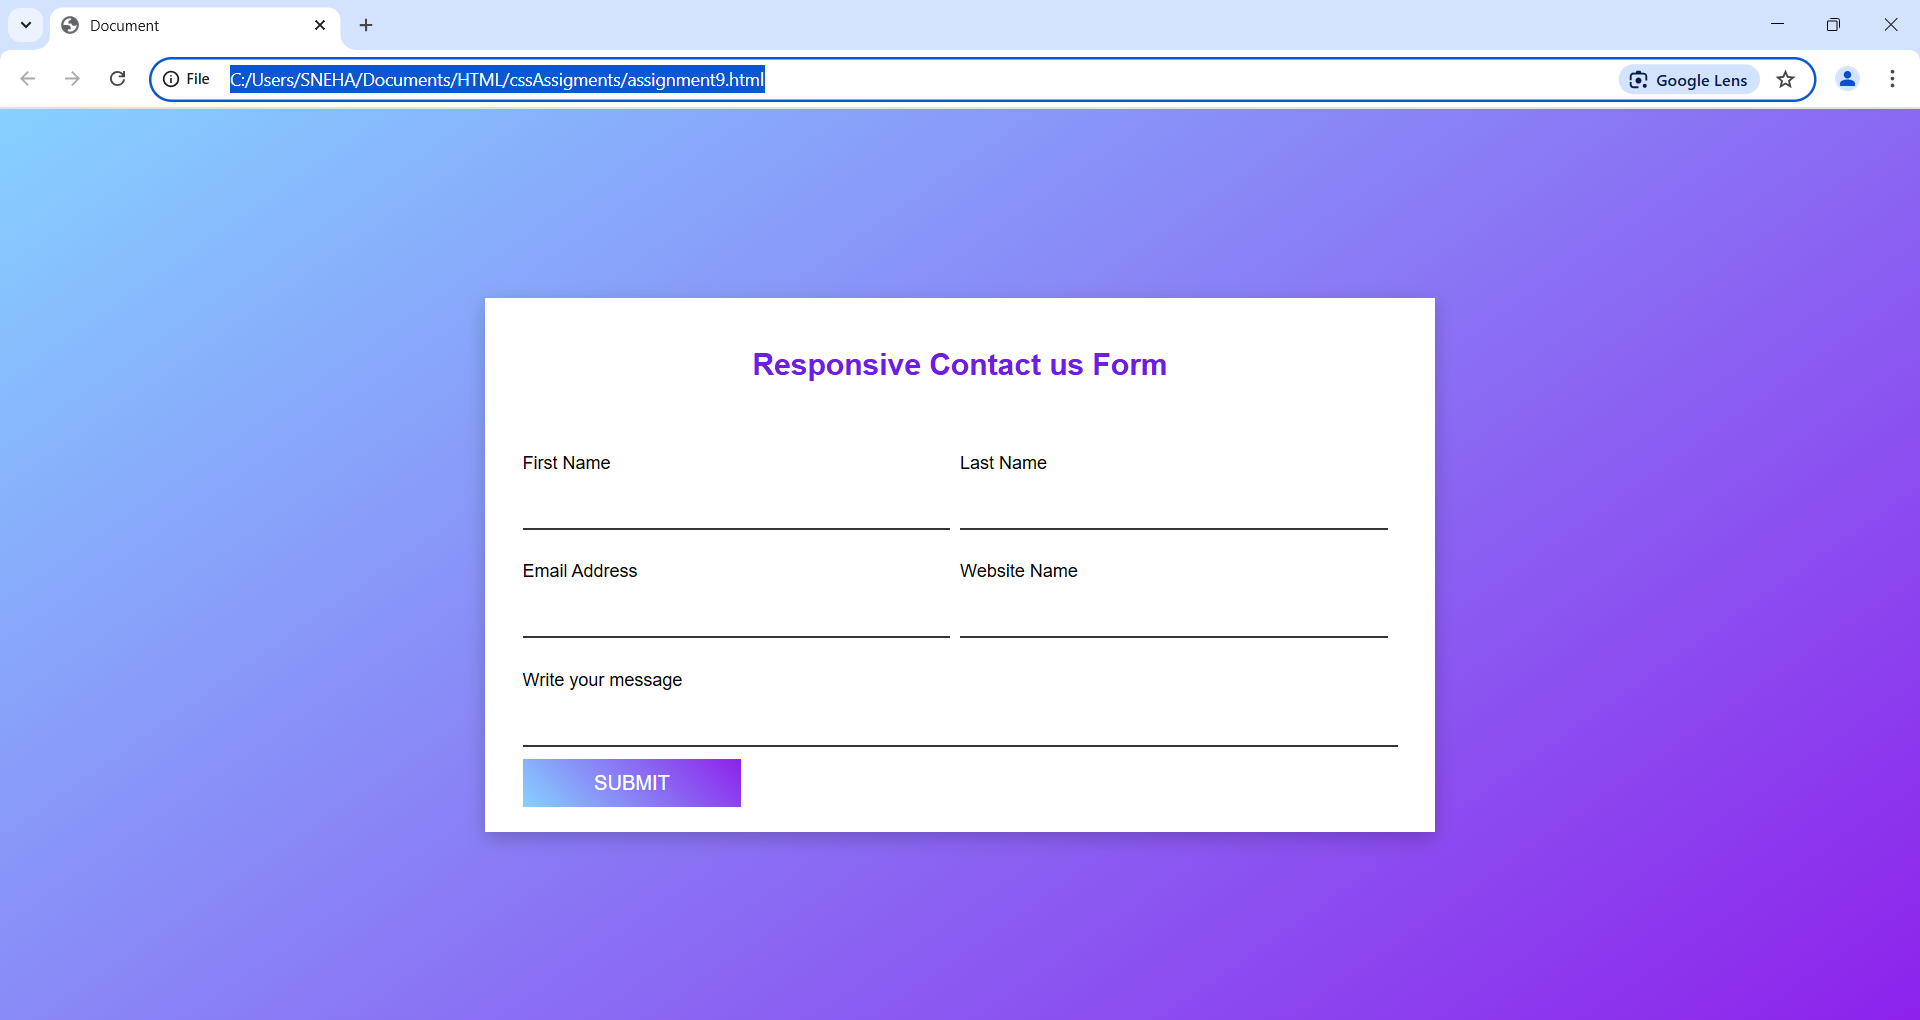 Document
File C:/Users/SNEHA/Documents/HTML/cssAssigments/assignment9.html Google Lens
Responsive Contact us Form
First Name Last Name
Email Address Website Name
Write your message
SUBMIT